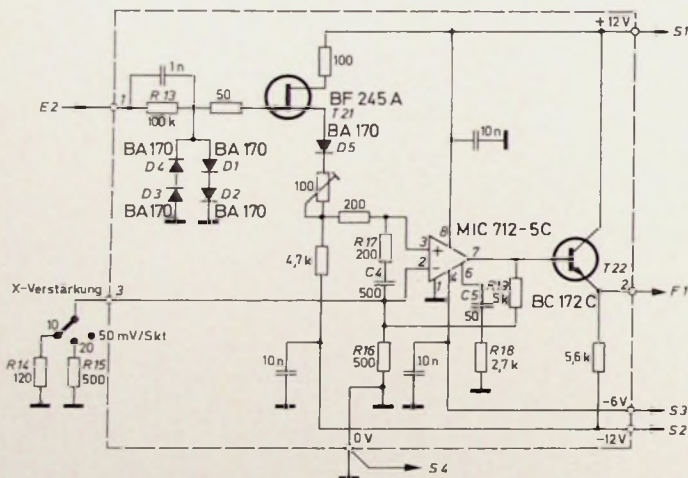 +12V
S1
1n
100
BF 245 A
T21
E2
1
R13
100k
50
BA 170
D5
10n
BA 170
BA 170
D4
D1
D3
D2
BA 170
BA 170
100
200
MIC 712-5C
8
3
+
7
2
–
1
4
6
R17
200
C4
500
4,7k
T22
BC 172 C
R19
5k
C5
50
X-Verstärkung
3
2
F1
10
20
50 mV/Skt
R14
120
R15
500
10n
R16
500
10n
R18
2,7k
5,6k
-6V
S3
-12V
S2
0V
S4